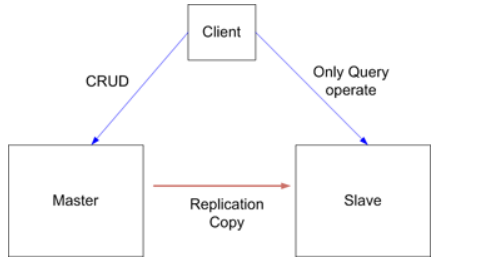 Client
CRUD
Only Query
operate
Master
Slave
Replication
Copy